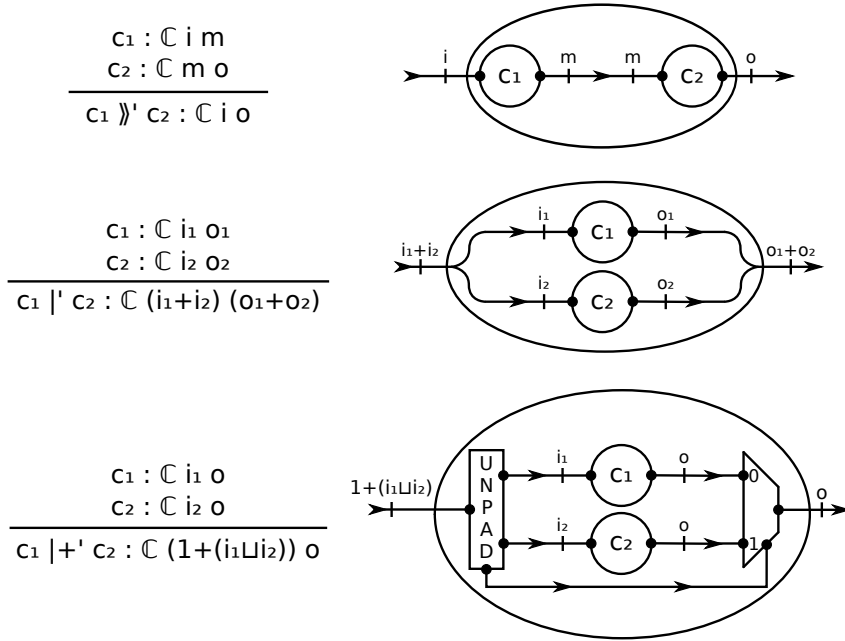 c₁ : ℂ i m
c₂ : ℂ m o
c₁ ⟫' c₂ : ℂ i o
i
c₁
m
m
c₂
o
c₁ : ℂ i₁ o₁
c₂ : ℂ i₂ o₂
c₁ |' c₂ : ℂ (i₁+i₂) (o₁+o₂)
i₁+i₂
i₁
c₁
o₁
i₂
c₂
o₂
o₁+o₂
c₁ : ℂ i₁ o
c₂ : ℂ i₂ o
c₁ |+' c₂ : ℂ (1+(i₁⊔i₂)) o
1+(i₁⊔i₂)
UNPAD
i₁
c₁
o
0
i₂
c₂
o
1
o